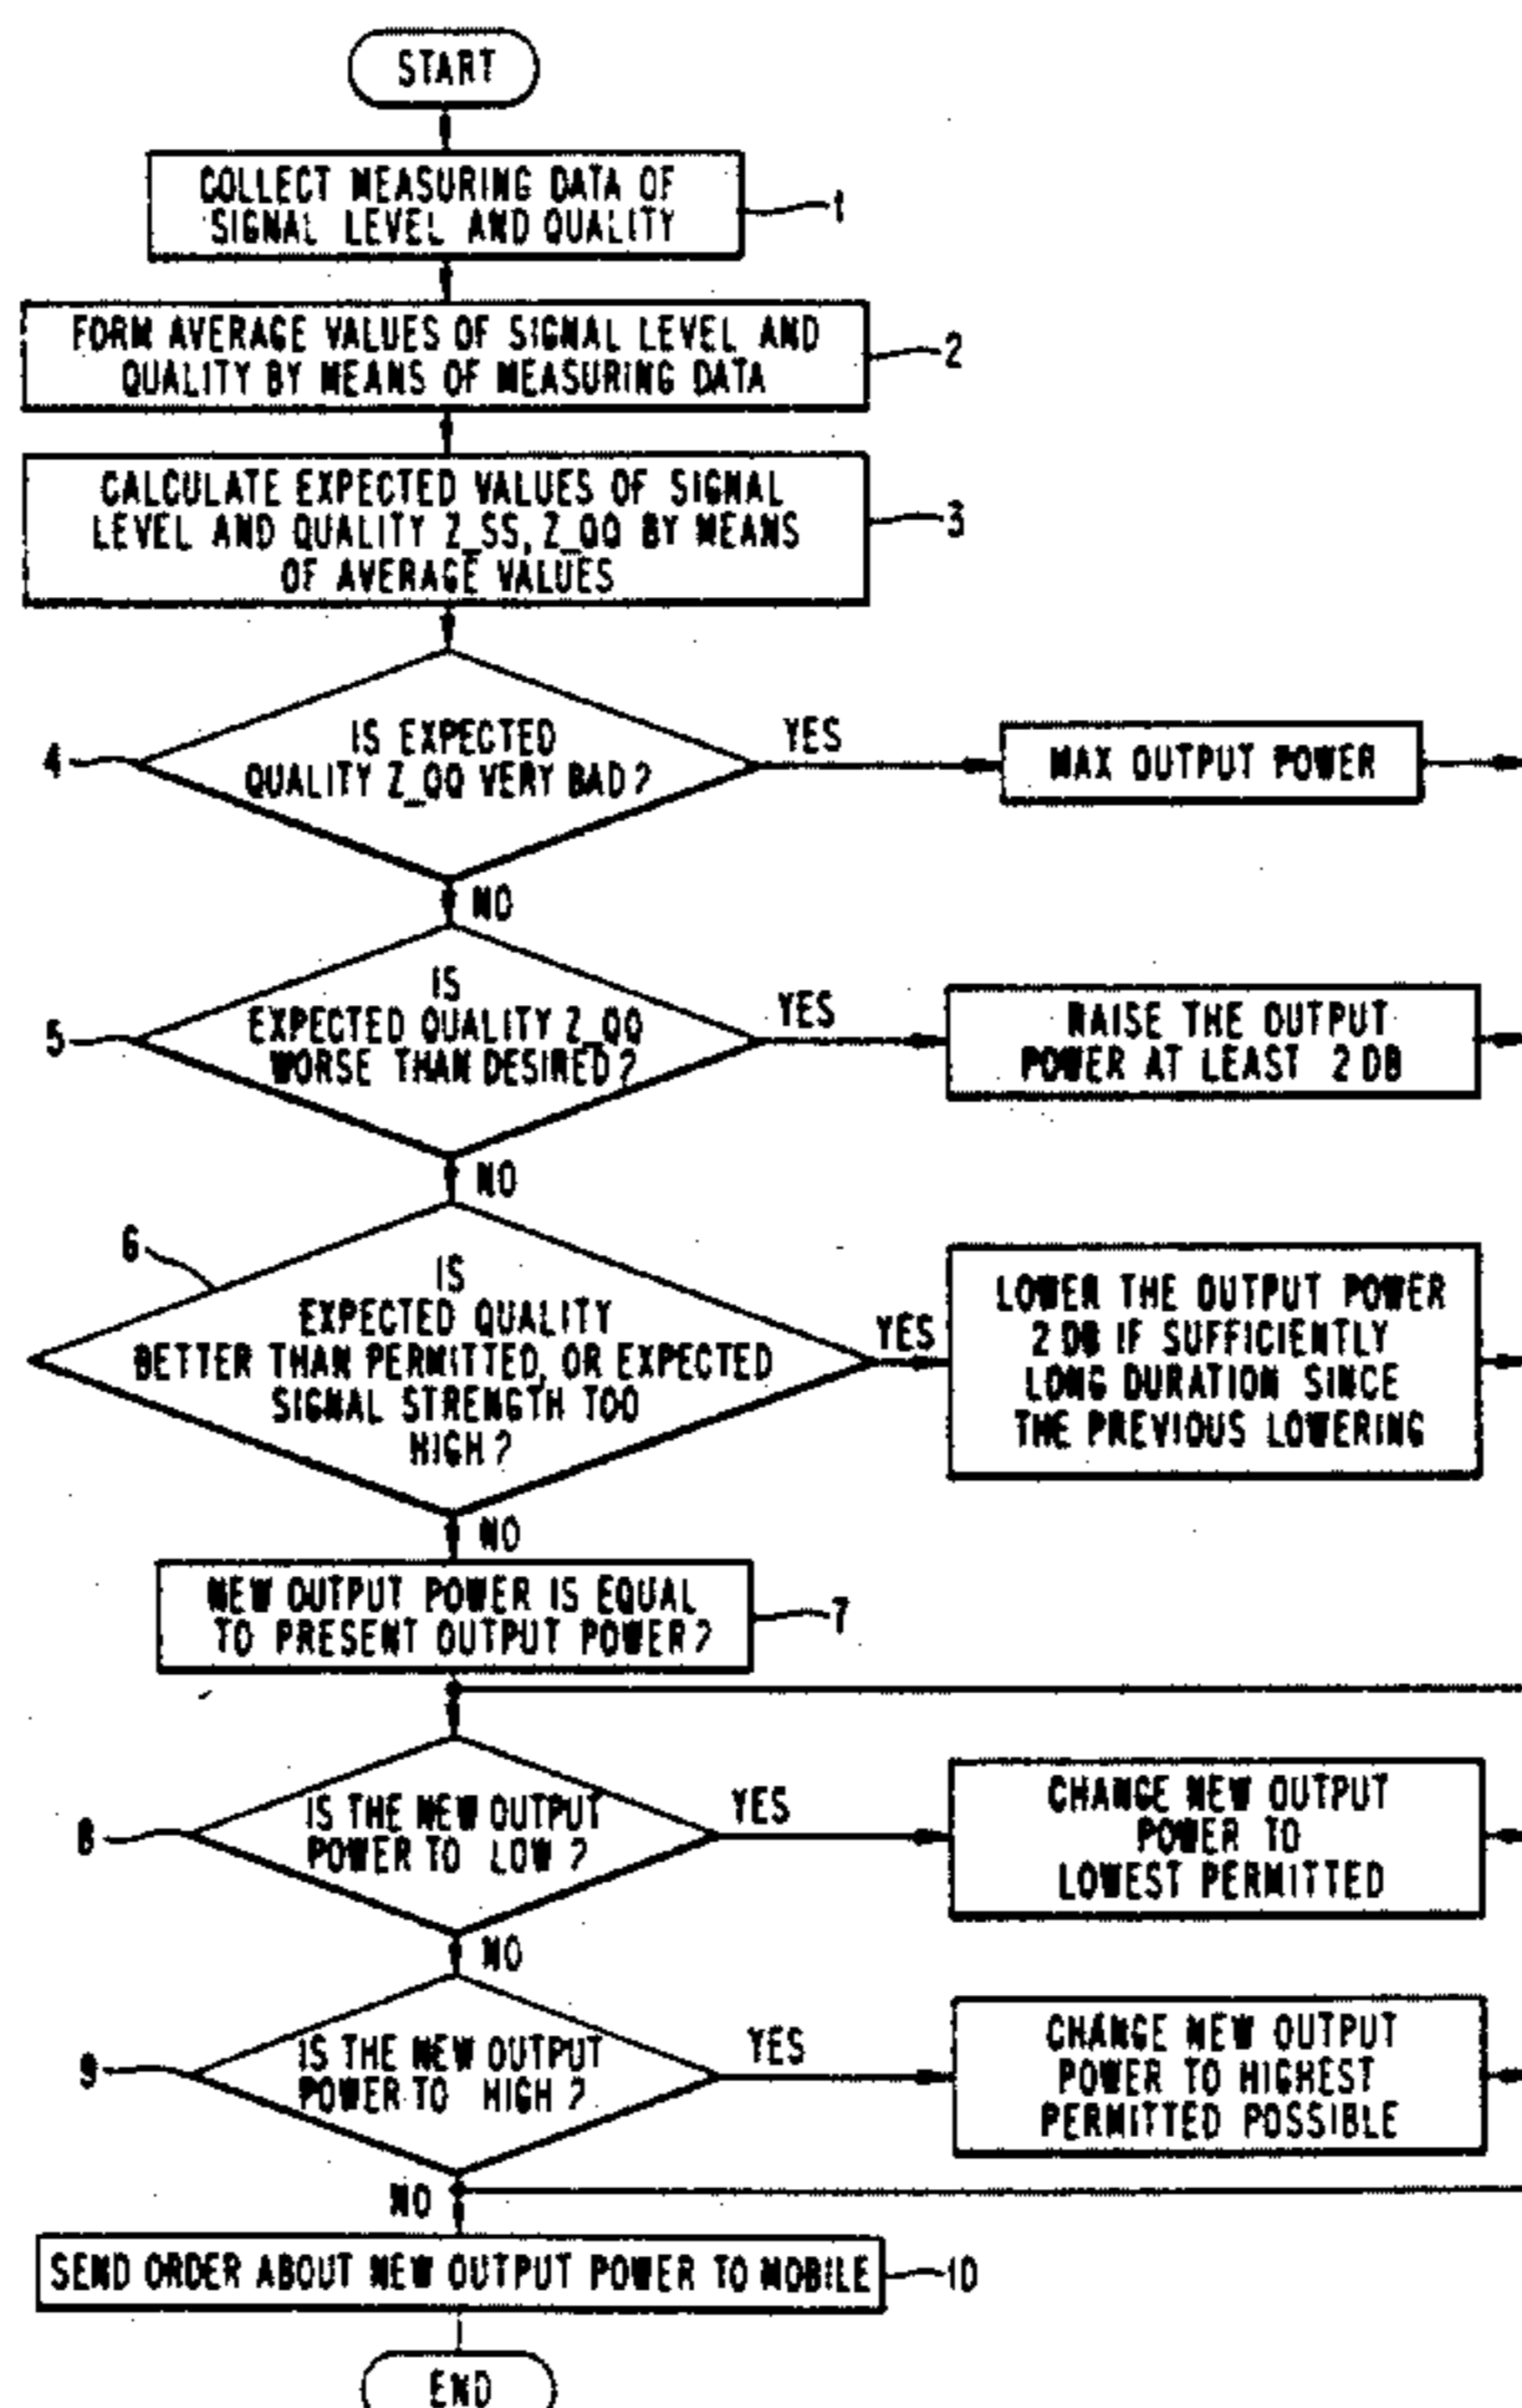 START
COLLECT MEASURING DATA OF
SIGNAL LEVEL AND QUALITY
1
FORM AVERAGE VALUES OF SIGNAL LEVEL AND
QUALITY BY MEANS OF MEASURING DATA
2
CALCULATE EXPECTED VALUES OF SIGNAL
LEVEL AND QUALITY Z_SS, Z_QQ BY MEANS
OF AVERAGE VALUES
3
4
IS EXPECTED
QUALITY Z_QQ VERY BAD?
YES
MAX OUTPUT POWER
NO
5
IS
EXPECTED QUALITY Z_QQ
WORSE THAN DESIRED?
YES
RAISE THE OUTPUT
POWER AT LEAST 2 DB
NO
6
IS
EXPECTED QUALITY
BETTER THAN PERMITTED, OR EXPECTED
SIGNAL STRENGTH TOO
HIGH?
YES
LOWER THE OUTPUT POWER
2 DB IF SUFFICIENTLY
LONG DURATION SINCE
THE PREVIOUS LOWERING
NO
NEW OUTPUT POWER IS EQUAL
TO PRESENT OUTPUT POWER?
7
8
IS THE NEW OUTPUT
POWER TO LOW?
YES
CHANGE NEW OUTPUT
POWER TO
LOWEST PERMITTED
NO
9
IS THE NEW OUTPUT
POWER TO HIGH?
YES
CHANGE NEW OUTPUT
POWER TO HIGHEST
PERMITTED POSSIBLE
NO
SEND ORDER ABOUT NEW OUTPUT POWER TO MOBILE
10
END